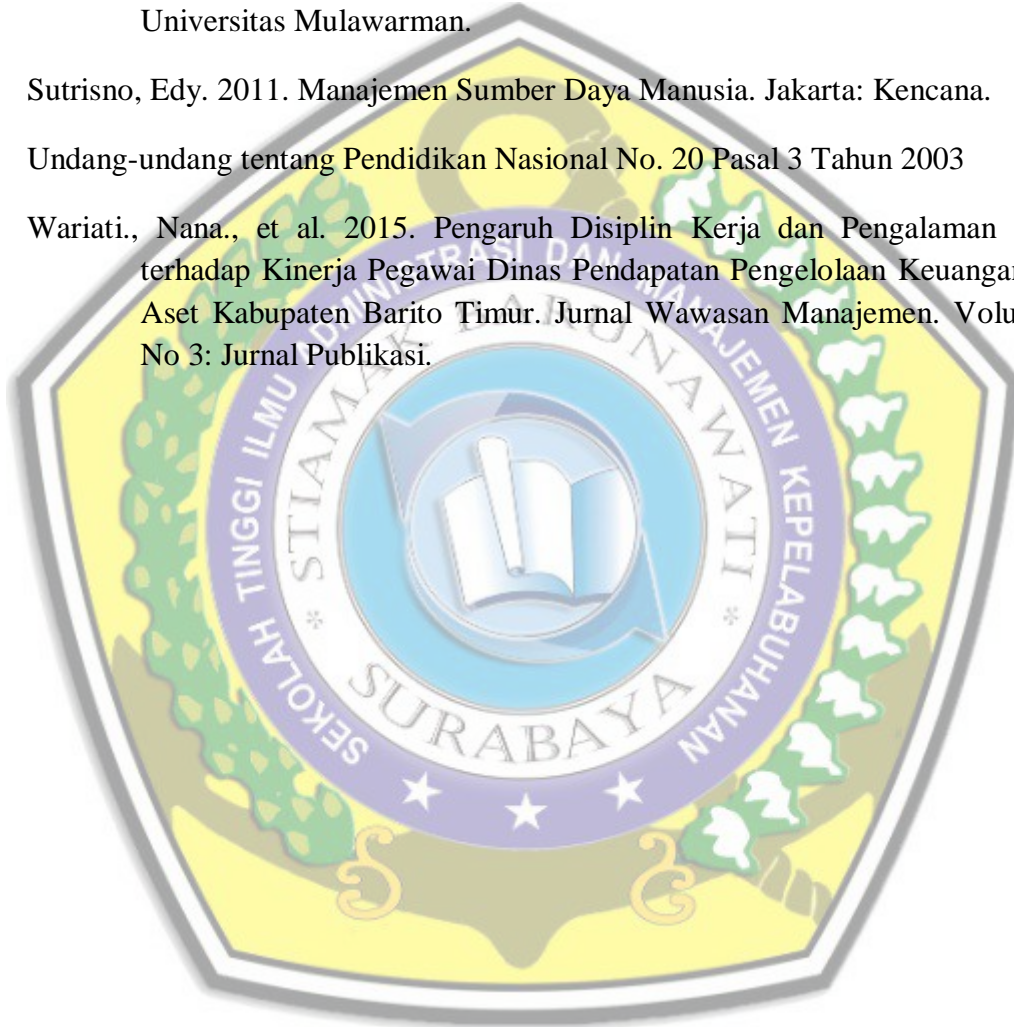 Universitas Mulawarman.
Sutrisno, Edy. 2011. Manajemen Sumber Daya Manusia. Jakarta: Kencana.
Undang-undang tentang Pendidikan Nasional No. 20 Pasal 3 Tahun 2003
Wariati., Nana., et al. 2015. Pengaruh Disiplin Kerja dan Pengalaman
terhadap Kinerja Pegawai Dinas Pendapatan Pengelolaan Keuangan
Aset Kabupaten Barito Timur. Jurnal Wawasan Manajemen. Volu
No 3: Jurnal Publikasi.
SEKOLAH TINGGI ILMU ADMINISTRASI DAN MANAJEMEN KEPELABUHANAN
STIAMAK BARUNAWATI
* SURABAYA *